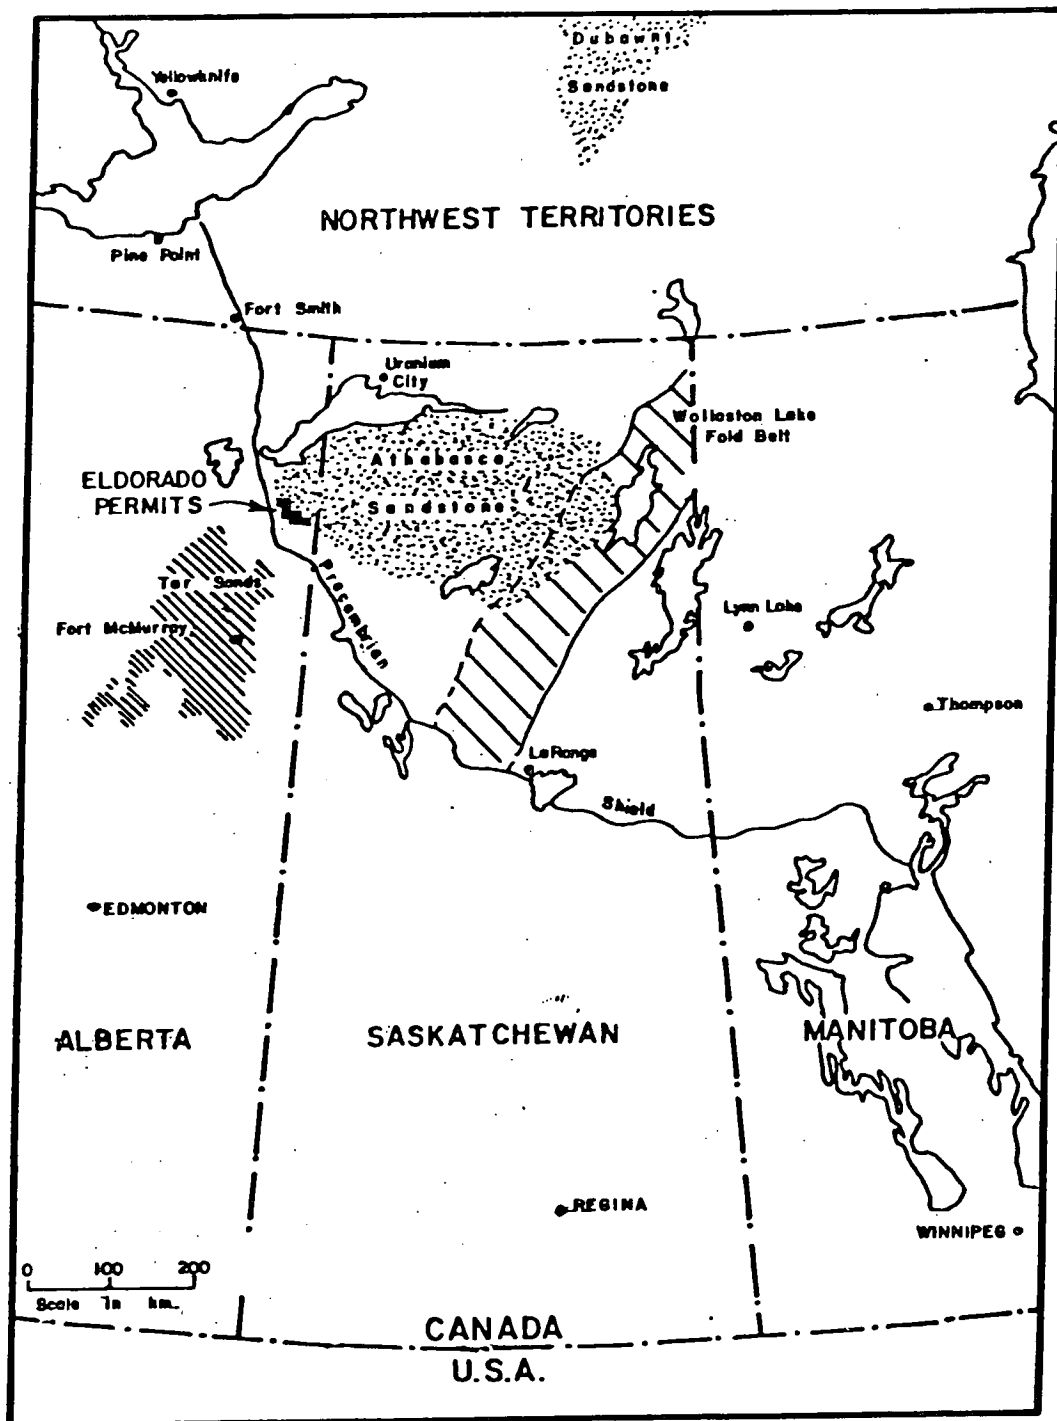 Dubawnt
Sandstone
Yellowknife
NORTHWEST TERRITORIES
Pine Point
Fort Smith
Uranium
City
Wollaston Lake
Fold Belt
Athabasca
Sandstone
ELDORADO
PERMITS
Tar Sands
Fort McMurray
Precambrian
Lynn Lake
Thompson
La Ronge
Shield
EDMONTON
ALBERTA
SASKATCHEWAN
MANITOBA
REGINA
WINNIPEG
0 100 200
Scale in km.
CANADA
U.S.A.